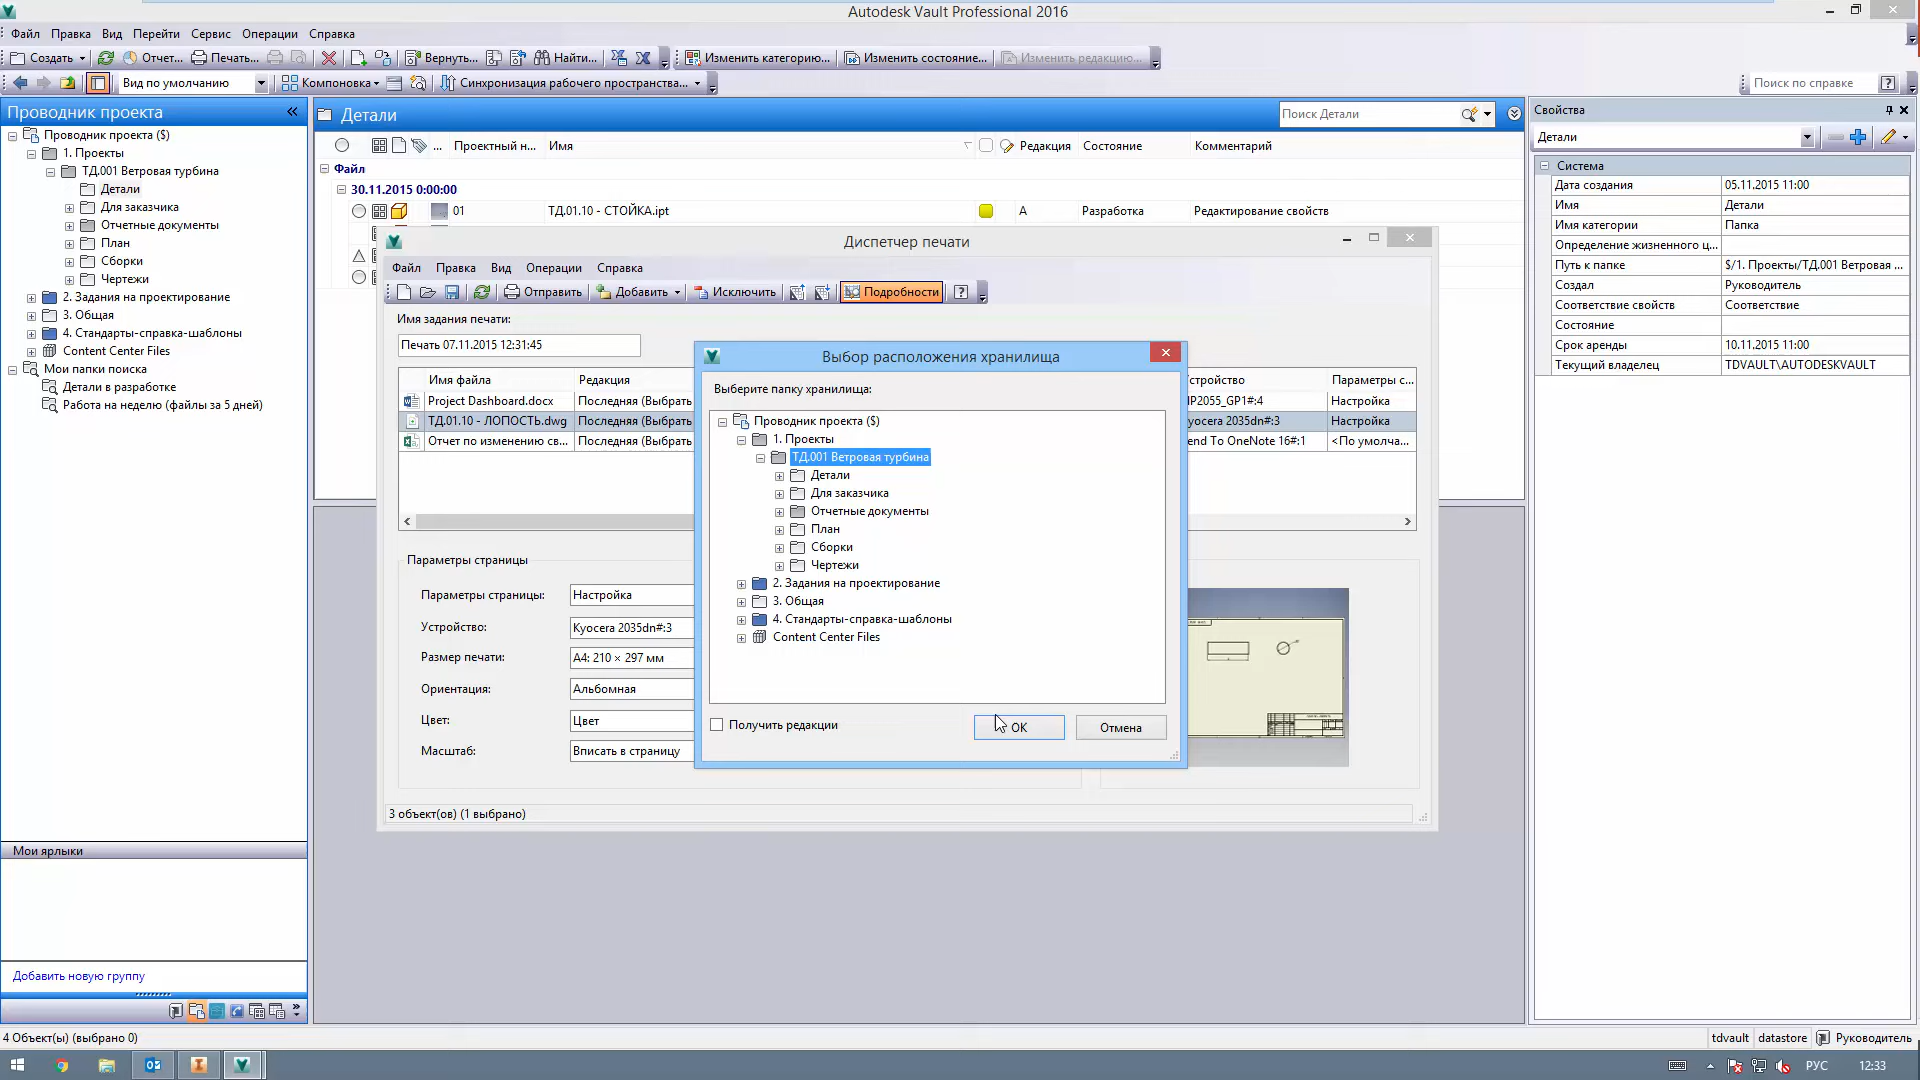 Autodesk Vault Professional 2016
Файл Правка Вид Перейти Сервис Операции Справка
Создать Отчет... Печать... Вернуть... Найти... Изменить категорию... Изменить состояние... Изменить редакцию...
Вид по умолчанию Компоновка Синхронизация рабочего пространства... Поиск по справке
Проводник проекта
Проводник проекта ($)
1. Проекты
ТД.001 Ветровая турбина
Детали
Для заказчика
Отчетные документы
План
Сборки
Чертежи
2. Задания на проектирование
3. Общая
4. Стандарты-справка-шаблоны
Content Center Files
Мои папки поиска
Детали в разработке
Работа на неделю (файлы за 5 дней)
Мои ярлыки
Добавить новую группу
Детали
Поиск Детали
... Проектный н... Имя Редакция Состояние Комментарий
Файл
30.11.2015 0:00:00
01 ТД.01.10 - СТОЙКА.ipt A Разработка Редактирование свойств
Диспетчер печати
Файл Правка Вид Операции Справка
Отправить Добавить Исключить Подробности
Имя задания печати:
Печать 07.11.2015 12:31:45
Имя файла Редакция стройство Параметры с...
Project Dashboard.docx Последняя (Выбрать IP2055_GP1#:4 Настройка
ТД.01.10 - ЛОПОСТЬ.dwg Последняя (Выбрать yocera 2035dn#:3 Настройка
Отчет по изменению св... Последняя (Выбрать end To OneNote 16#:1 <По умолча...
Параметры страницы
Параметры страницы: Настройка
Устройство: Kyocera 2035dn#:3
Размер печати: A4: 210 × 297 мм
Ориентация: Альбомная
Цвет: Цвет
Масштаб: Вписать в страницу
3 объект(ов) (1 выбрано)
Выбор расположения хранилища
Выберите папку хранилища:
Проводник проекта ($)
1. Проекты
ТД.001 Ветровая турбина
Детали
Для заказчика
Отчетные документы
План
Сборки
Чертежи
2. Задания на проектирование
3. Общая
4. Стандарты-справка-шаблоны
Content Center Files
Получить редакции
OK Отмена
Свойства
Детали
Система
Дата создания 05.11.2015 11:00
Имя Детали
Имя категории Папка
Определение жизненного ц...
Путь к папке $/1. Проекты/ТД.001 Ветровая ...
Создал Руководитель
Соответствие свойств Соответствие
Состояние
Срок аренды 10.11.2015 11:00
Текущий владелец TDVAULT\AUTODESKVAULT
4 Объект(ы) (выбрано 0)
tdvault datastore Руководитель
РУС 12:33